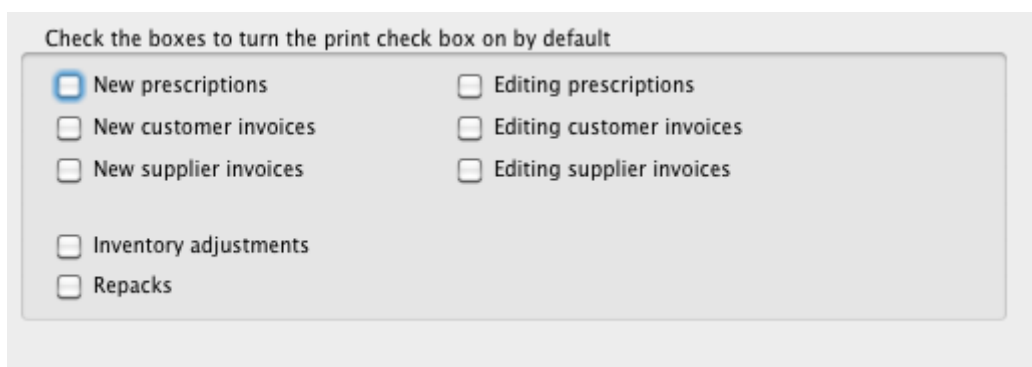 Check the boxes to turn the print check box on by default
New prescriptions Editing prescriptions
New customer invoices Editing customer invoices
New supplier invoices Editing supplier invoices
Inventory adjustments
Repacks